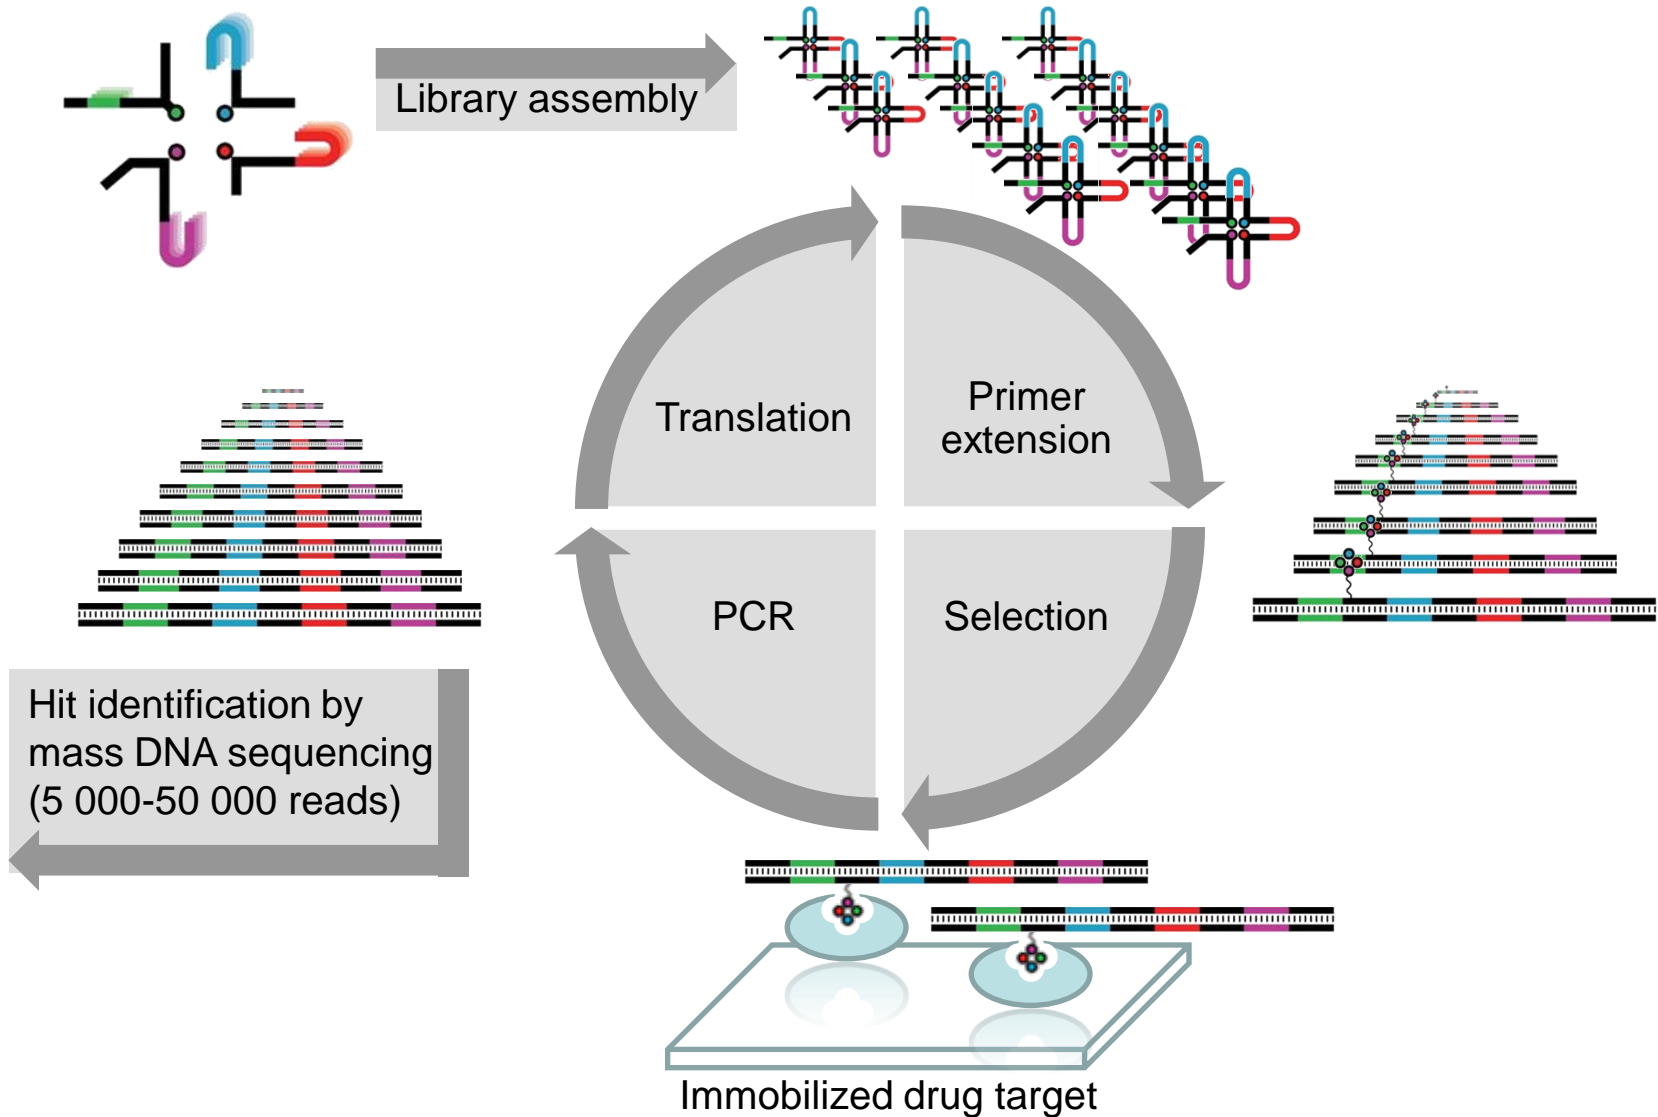 Library assembly
Translation
Primer
extension
PCR
Selection
Hit identification by
mass DNA sequencing
(5 000-50 000 reads)
Immobilized drug target